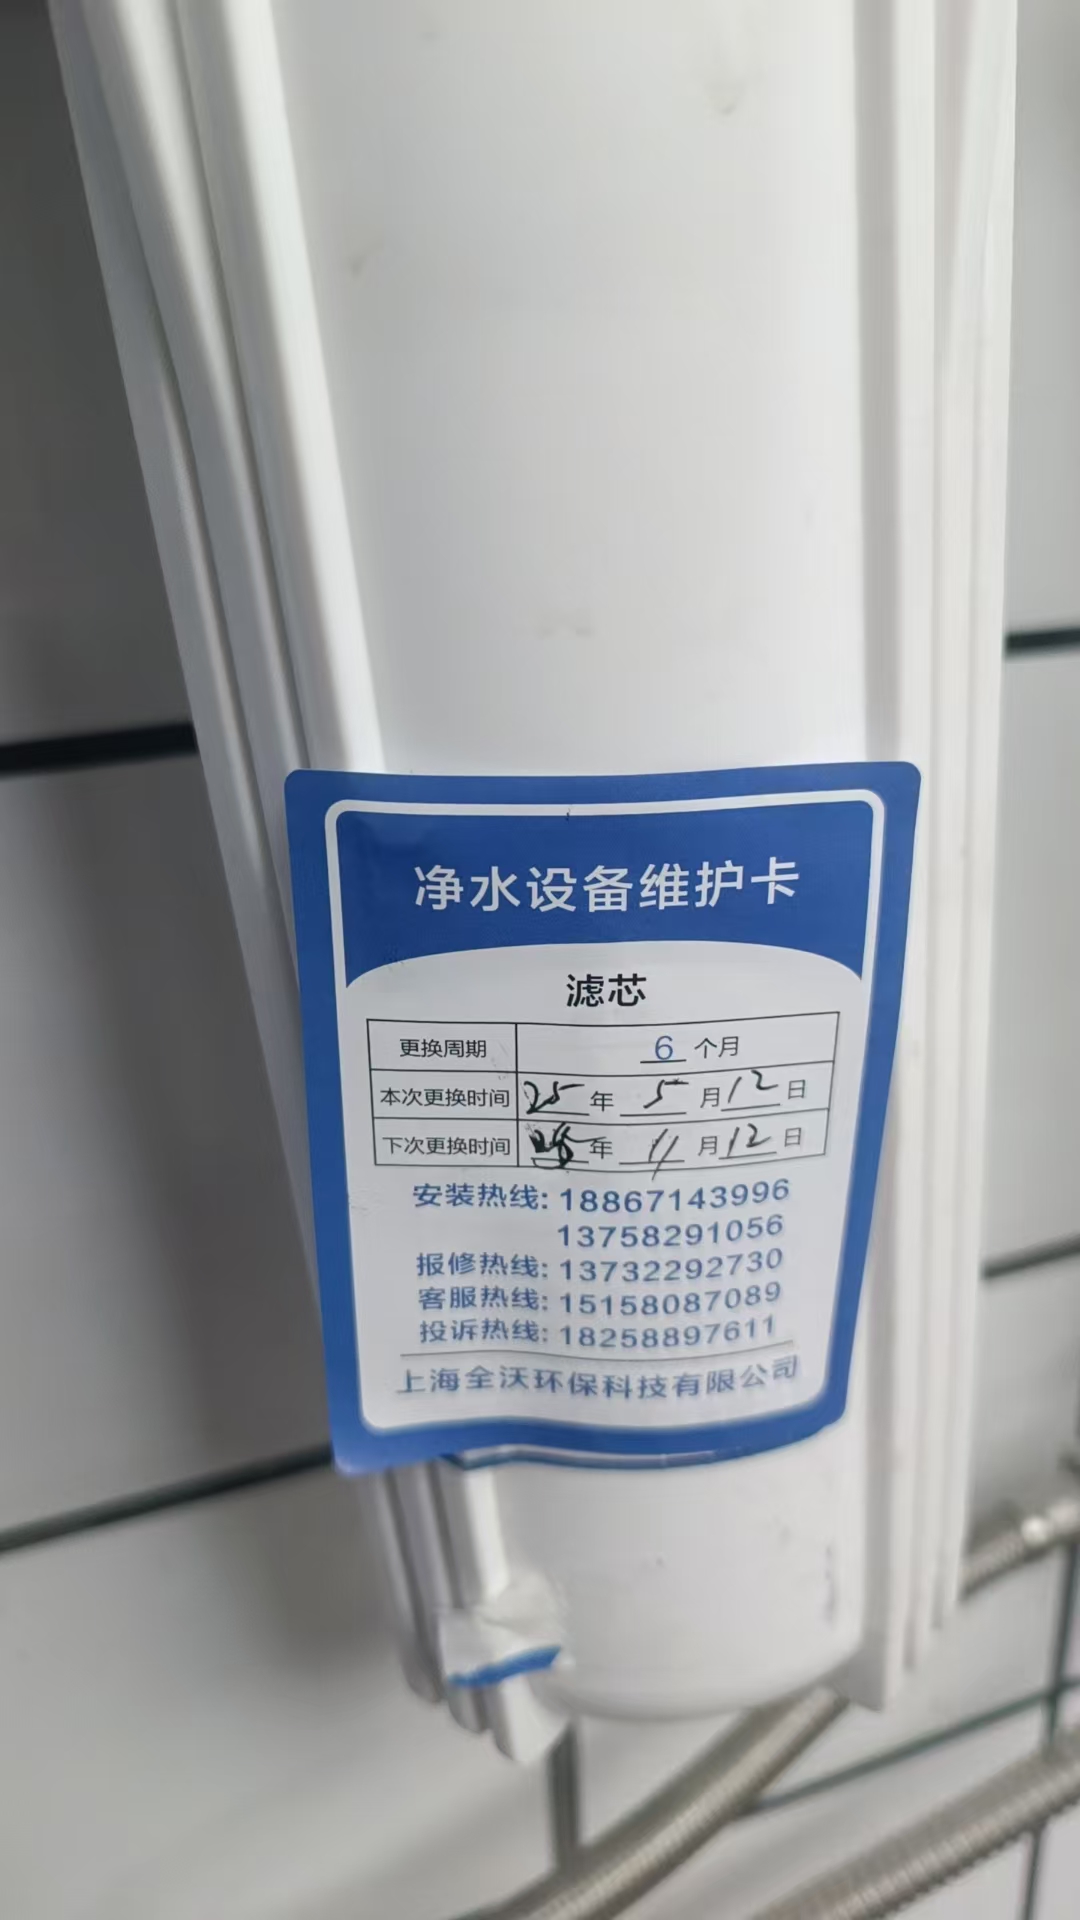 净水设备维护卡
滤芯
更换周期 6 个月
本次更换时间 25 年 5 月 12 日
下次更换时间 25 年 11 月 12 日
安装热线: 18867143996
13758291056
报修热线: 13732292730
客服热线: 15158087089
投诉热线: 18258897611
上海全沃环保科技有限公司